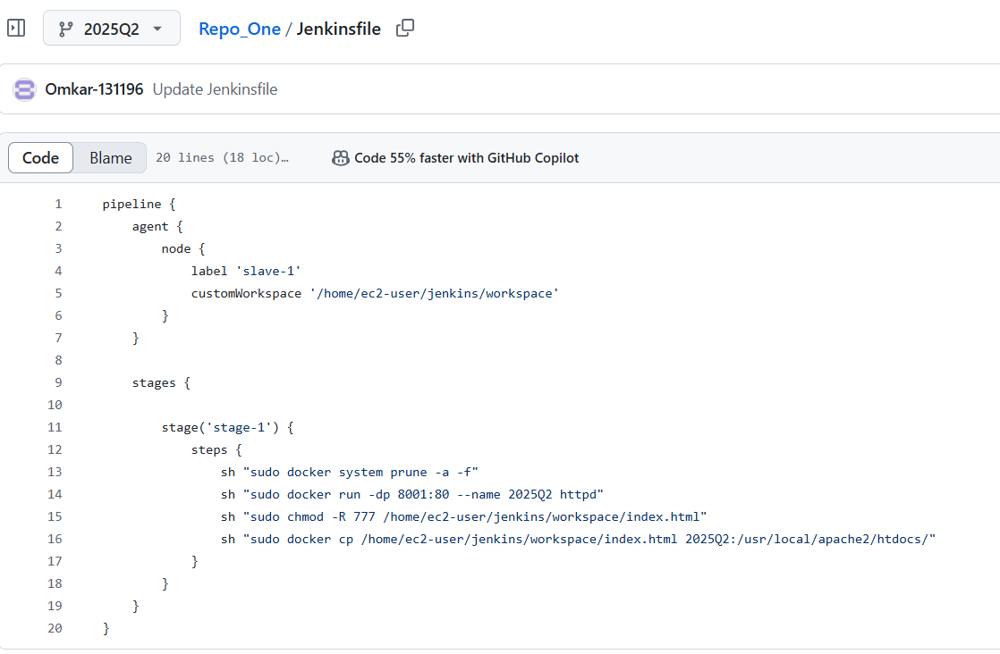 2025Q2 Repo_One / Jenkinsfile
Omkar-131196 Update Jenkinsfile
Code Blame 20 lines (18 loc)… Code 55% faster with GitHub Copilot
1 pipeline {
2     agent {
3         node {
4             label 'slave-1'
5             customWorkspace '/home/ec2-user/jenkins/workspace'
6         }
7     }
8
9     stages {
10
11         stage('stage-1') {
12             steps {
13                 sh "sudo docker system prune -a -f"
14                 sh "sudo docker run -dp 8001:80 --name 2025Q2 httpd"
15                 sh "sudo chmod -R 777 /home/ec2-user/jenkins/workspace/index.html"
16                 sh "sudo docker cp /home/ec2-user/jenkins/workspace/index.html 2025Q2:/usr/local/apache2/htdocs/"
17             }
18         }
19     }
20 }